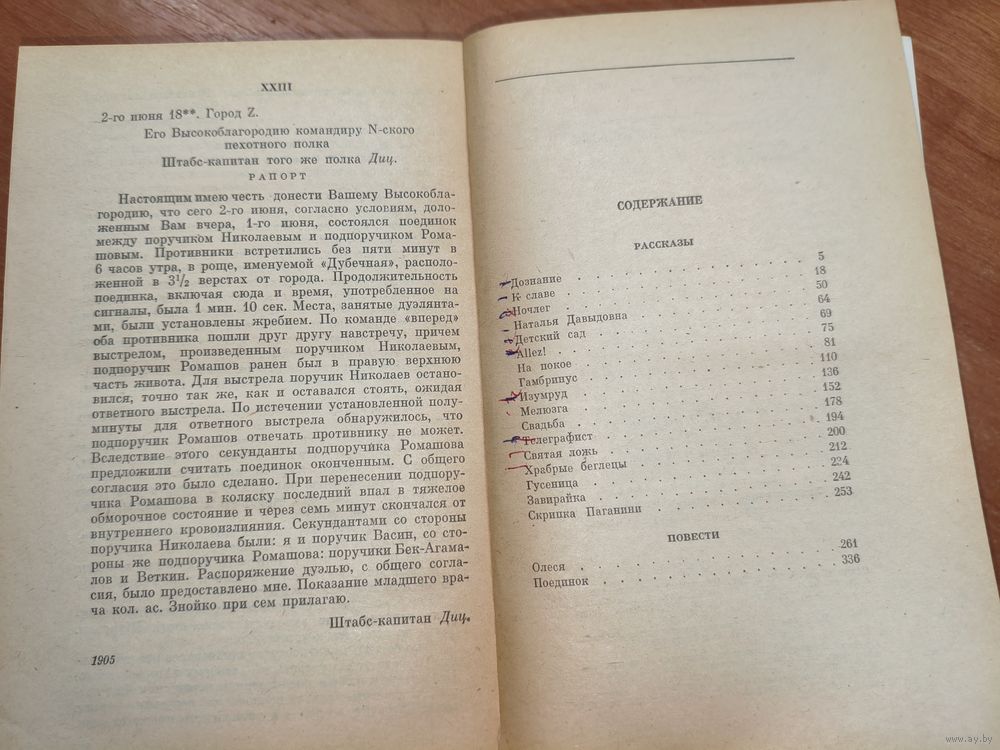 XXIII
2-го июня 18**. Город Z.
Его Высокоблагородию командиру N-ского
пехотного полка
Штабс-капитан того же полка Диц.
РАПОРТ
Настоящим имею честь донести Вашему Высокобла-
городию, что сего 2-го июня, согласно условиям, доло-
женным Вам вчера, 1-го июня, состоялся поединок
между поручиком Николаевым и подпоручиком Рома-
шовым. Противники встретились без пяти минут в
6 часов утра, в роще, именуемой «Дубечная», располо-
женной в 3½ верстах от города. Продолжительность
поединка, включая сюда и время, употребленное на
сигналы, была 1 мин. 10 сек. Места, занятые дуэлянта-
ми, были установлены жребием. По команде «вперед»
оба противника пошли друг другу навстречу, причем
выстрелом, произведенным поручиком Николаевым,
подпоручик Ромашов ранен был в правую верхнюю
часть живота. Для выстрела поручик Николаев остано-
вился, точно так же, как и оставался стоять, ожидая
ответного выстрела. По истечении установленной полу-
минуты для ответного выстрела обнаружилось, что
подпоручик Ромашов отвечать противнику не может.
Вследствие этого секунданты подпоручика Ромашова
предложили считать поединок оконченным. С общего
согласия это было сделано. При перенесении подпору-
чика Ромашова в коляску последний впал в тяжелое
обморочное состояние и через семь минут скончался от
внутреннего кровоизлияния. Секундантами со стороны
поручика Николаева были: я и поручик Васин, со сто-
роны же подпоручика Ромашова: поручики Бек-Агама-
лов и Веткин. Распоряжение дуэлью, с общего согла-
сия, было предоставлено мне. Показание младшего вра-
ча кол. ас. Знойко при сем прилагаю.
Штабс-капитан Диц.
1905
СОДЕРЖАНИЕ
РАССКАЗЫ
Дознание 5
К славе 18
Ночлег 50
Наталья Давыдовна 64
Детский сад 69
Allez! 75
На покое 81
Гамбринус 110
Изумруд 136
Мелюзга 152
Свадьба 178
Телеграфист 194
Святая ложь 200
Храбрые беглецы 212
Гусеница 234
Завирайка 242
Скрипка Паганини 253
ПОВЕСТИ
Олеся 261
Поединок 336
www.ay.by